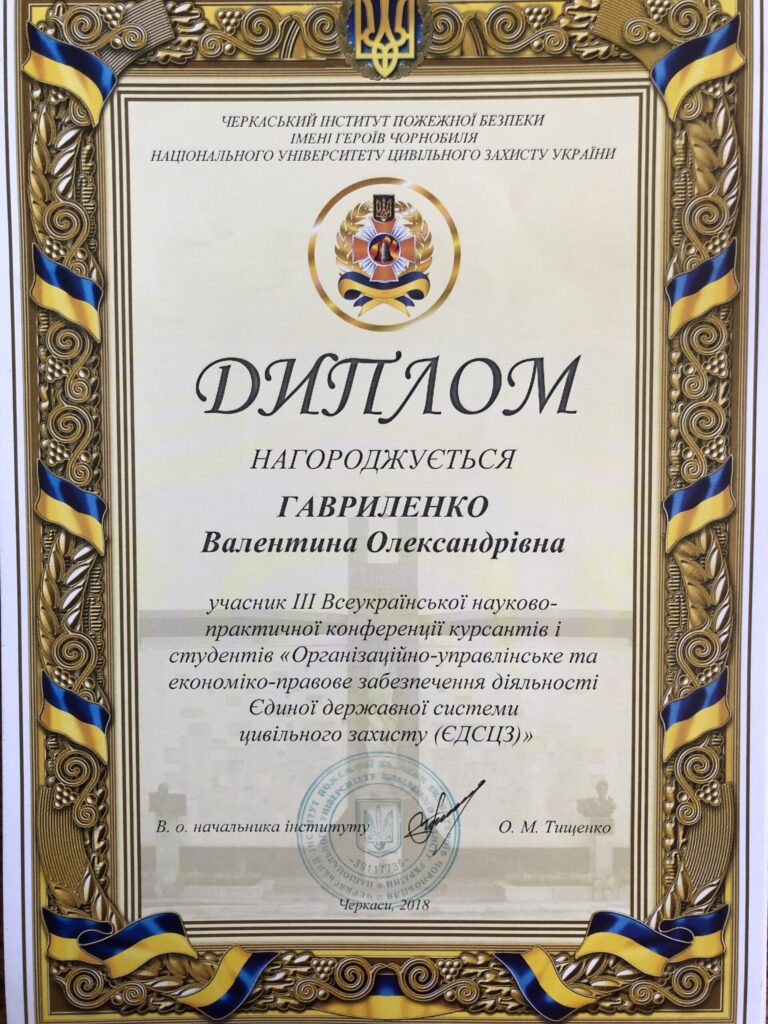 ЧЕРКАСЬКИЙ ІНСТИТУТ ПОЖЕЖНОЇ БЕЗПЕКИ
ІМЕНІ ГЕРОЇВ ЧОРНОБИЛЯ
НАЦІОНАЛЬНОГО УНІВЕРСИТЕТУ ЦИВІЛЬНОГО ЗАХИСТУ УКРАЇНИ
ДИПЛОМ
НАГОРОДЖУЄТЬСЯ
ГАВРИЛЕНКО
Валентина Олександрівна
учасник ІІІ Всеукраїнської науково-
практичної конференції курсантів і
студентів «Організаційно-управлінське та
економіко-правове забезпечення діяльності
Єдиної державної системи
цивільного захисту (ЄДСЦЗ)»
В. о. начальника інституту
О. М. Тищенко
39117736
Черкаси, 2018